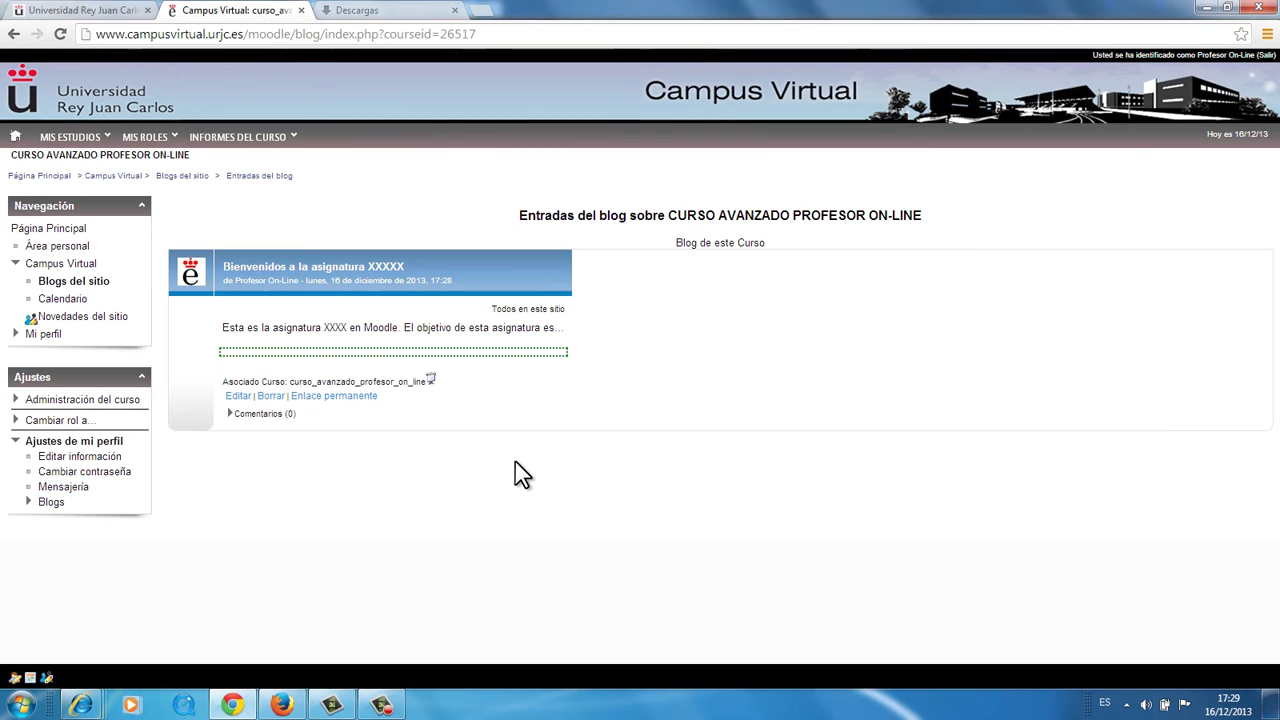 Universidad Rey Juan Carl
Campus Virtual: curso_av
Descargas
www.campusvirtual.urjc.es/moodle/blog/index.php?courseid=26517
Usted se ha identificado como Profesor On-Line (Salir)
Universidad
Rey Juan Carlos
Campus Virtual
MIS ESTUDIOS
MIS ROLES
INFORMES DEL CURSO
Hoy es 16/12/13
CURSO AVANZADO PROFESOR ON-LINE
Página Principal > Campus Virtual > Blogs del sitio > Entradas del blog
Navegación
Página Principal
Área personal
Campus Virtual
Blogs del sitio
Calendario
Novedades del sitio
Mi perfil
Ajustes
Administración del curso
Cambiar rol a...
Ajustes de mi perfil
Editar información
Cambiar contraseña
Mensajería
Blogs
Entradas del blog sobre CURSO AVANZADO PROFESOR ON-LINE
Blog de este Curso
Bienvenidos a la asignatura XXXXX
de Profesor On-Line - lunes, 16 de diciembre de 2013, 17:28
Todos en este sitio
Esta es la asignatura XXXX en Moodle. El objetivo de esta asignatura es...
Asociado Curso: curso_avanzado_profesor_on_line
Editar | Borrar | Enlace permanente
Comentarios (0)
ES
17:29
16/12/2013